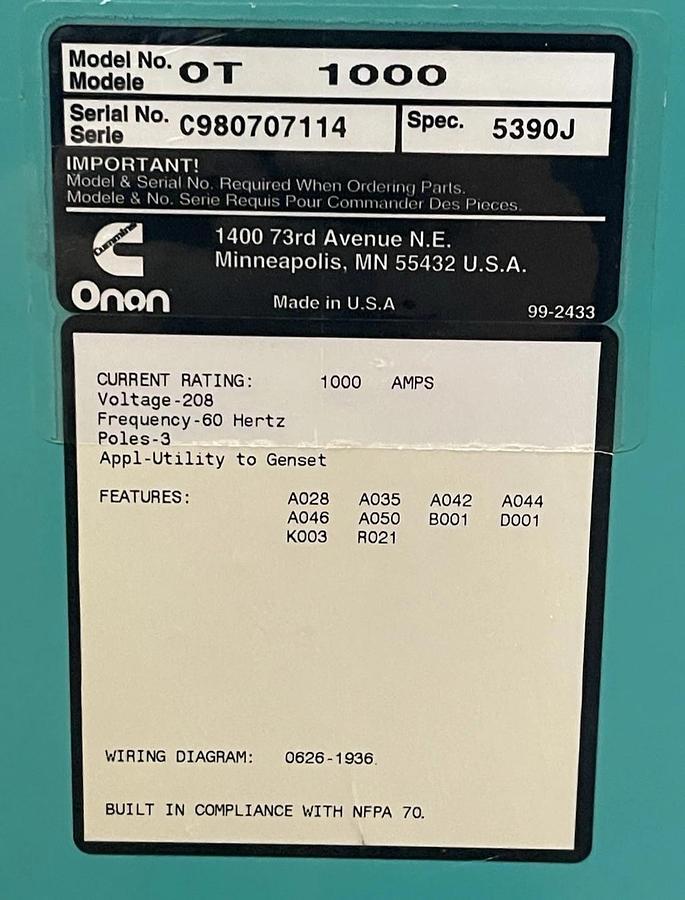 Model No. OT 1000
Modele
Serial No. C980707114 Spec. 5390J
Serie
IMPORTANT!
Model & Serial No. Required When Ordering Parts.
Modele & No. Serie Requis Pour Commander Des Pieces.
Cummins
Onan
1400 73rd Avenue N.E.
Minneapolis, MN 55432 U.S.A.
Made in U.S.A
99-2433
CURRENT RATING: 1000 AMPS
Voltage-208
Frequency-60 Hertz
Poles-3
Appl-Utility to Genset
FEATURES: A028 A035 A042 A044
A046 A050 B001 D001
K003 R021
WIRING DIAGRAM: 0626-1936
BUILT IN COMPLIANCE WITH NFPA 70.